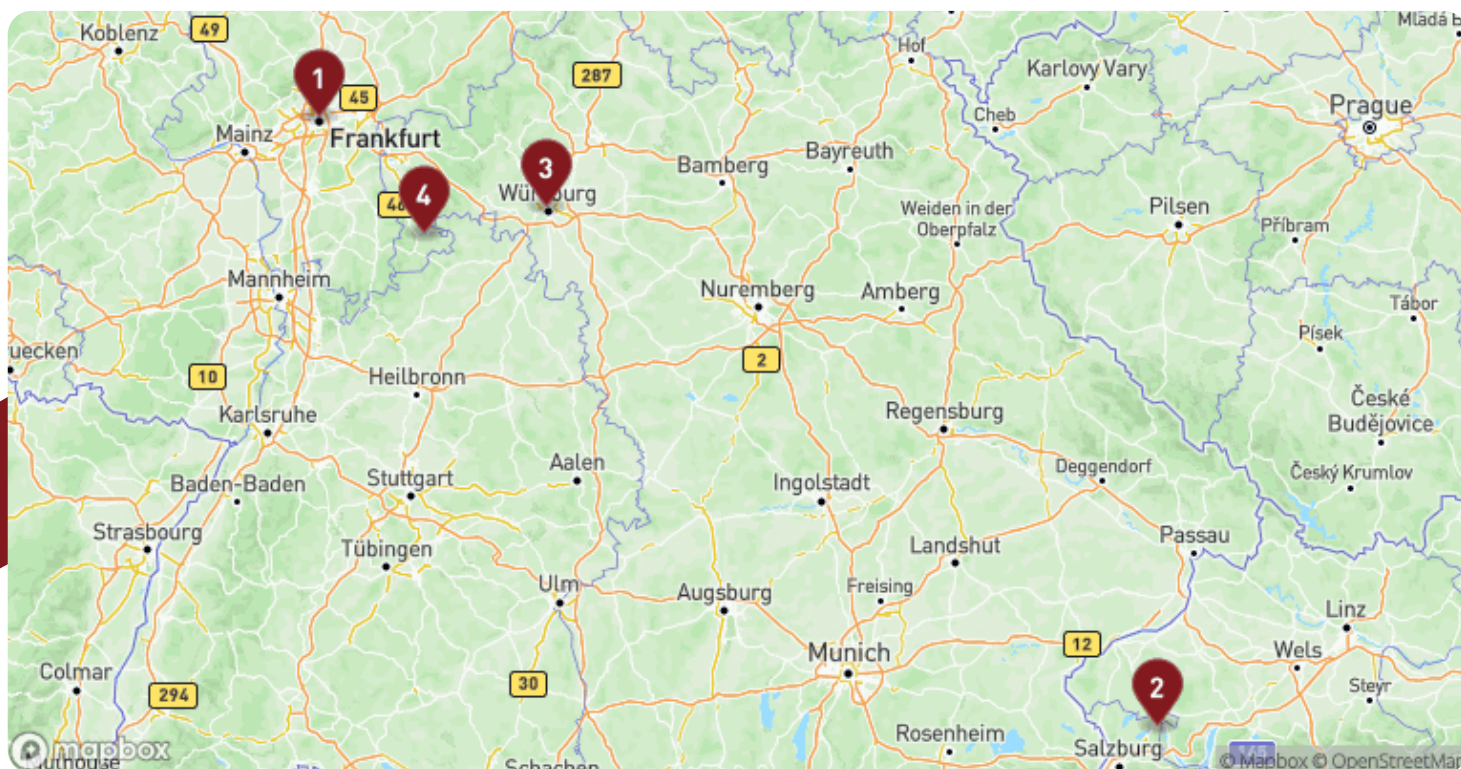 Koblenz
49
Hof
Mladá B
1
45
287
Karlovy Vary
Prague
Mainz
Frankfurt
Cheb
3
Bamberg
Bayreuth
4
Weiden in der
Oberpfalz
Pilsen
Příbram
Mannheim
Nuremberg
Amberg
Tábor
Písek
uecken
10
2
Heilbronn
České
Budějovice
Karlsruhe
Regensburg
Aalen
Deggendorf
Český Krumlov
Baden-Baden
Stuttgart
Ingolstadt
Strasbourg
Tübingen
Landshut
Passau
Ulm
Augsburg
Freising
Linz
12
Munich
Wels
Colmar
294
30
2
Steyr
Rosenheim
Salzburg
mapbox
© Mapbox © OpenStreetMap